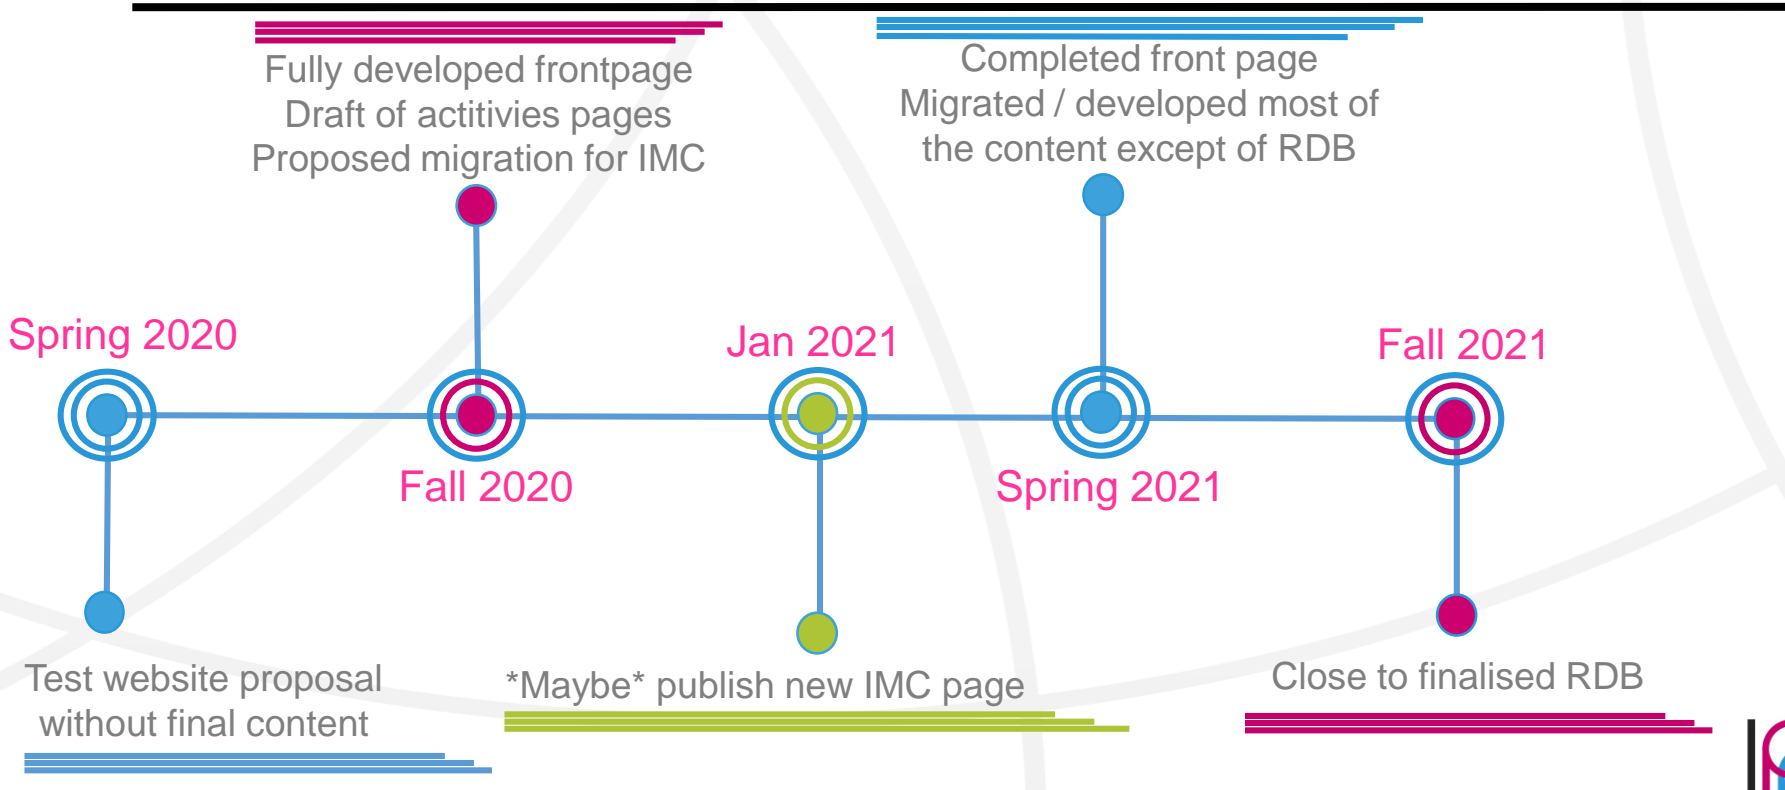 Fully developed frontpage
Draft of actitivies pages
Proposed migration for IMC
Completed front page
Migrated / developed most of
the content except of RDB
Spring 2020
Fall 2020
Jan 2021
Spring 2021
Fall 2021
Test website proposal
without final content
*Maybe* publish new IMC page
Close to finalised RDB